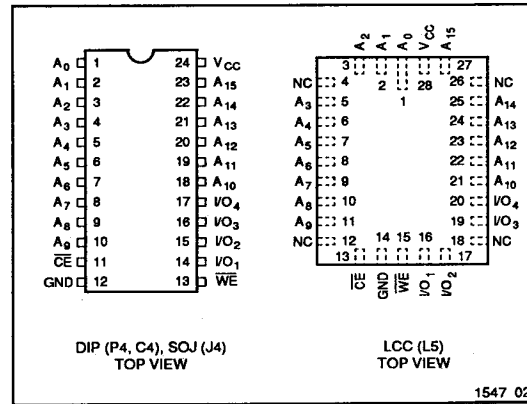 A0 1 24 VCC
A1 2 23 A15
A2 3 22 A14
A3 4 21 A13
A4 5 20 A12
A5 6 19 A11
A6 7 18 A10
A7 8 17 I/O4
A8 9 16 I/O3
A9 10 15 I/O2
CE 11 14 I/O1
GND 12 13 WE
DIP (P4, C4), SOJ (J4)
TOP VIEW
A2 A1 A0 VCC A15
3 2 1 28 27
NC 4 26 NC
A3 5 25 A14
A4 6 24 A13
A5 7 23 A12
A6 8 22 A11
A7 9 21 A10
A8 10 20 I/O4
A9 11 19 I/O3
NC 12 18 NC
13 14 15 16 17
CE GND WE I/O1 I/O2
LCC (L5)
TOP VIEW
1547 02